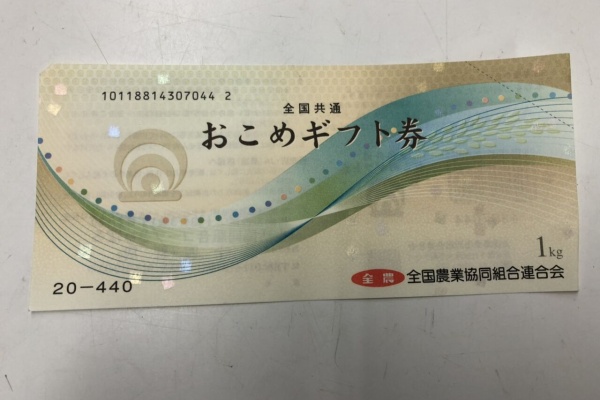 10118814307044 2
全国共通
おこめギフト券
1kg
全農 全国農業協同組合連合会
20-440